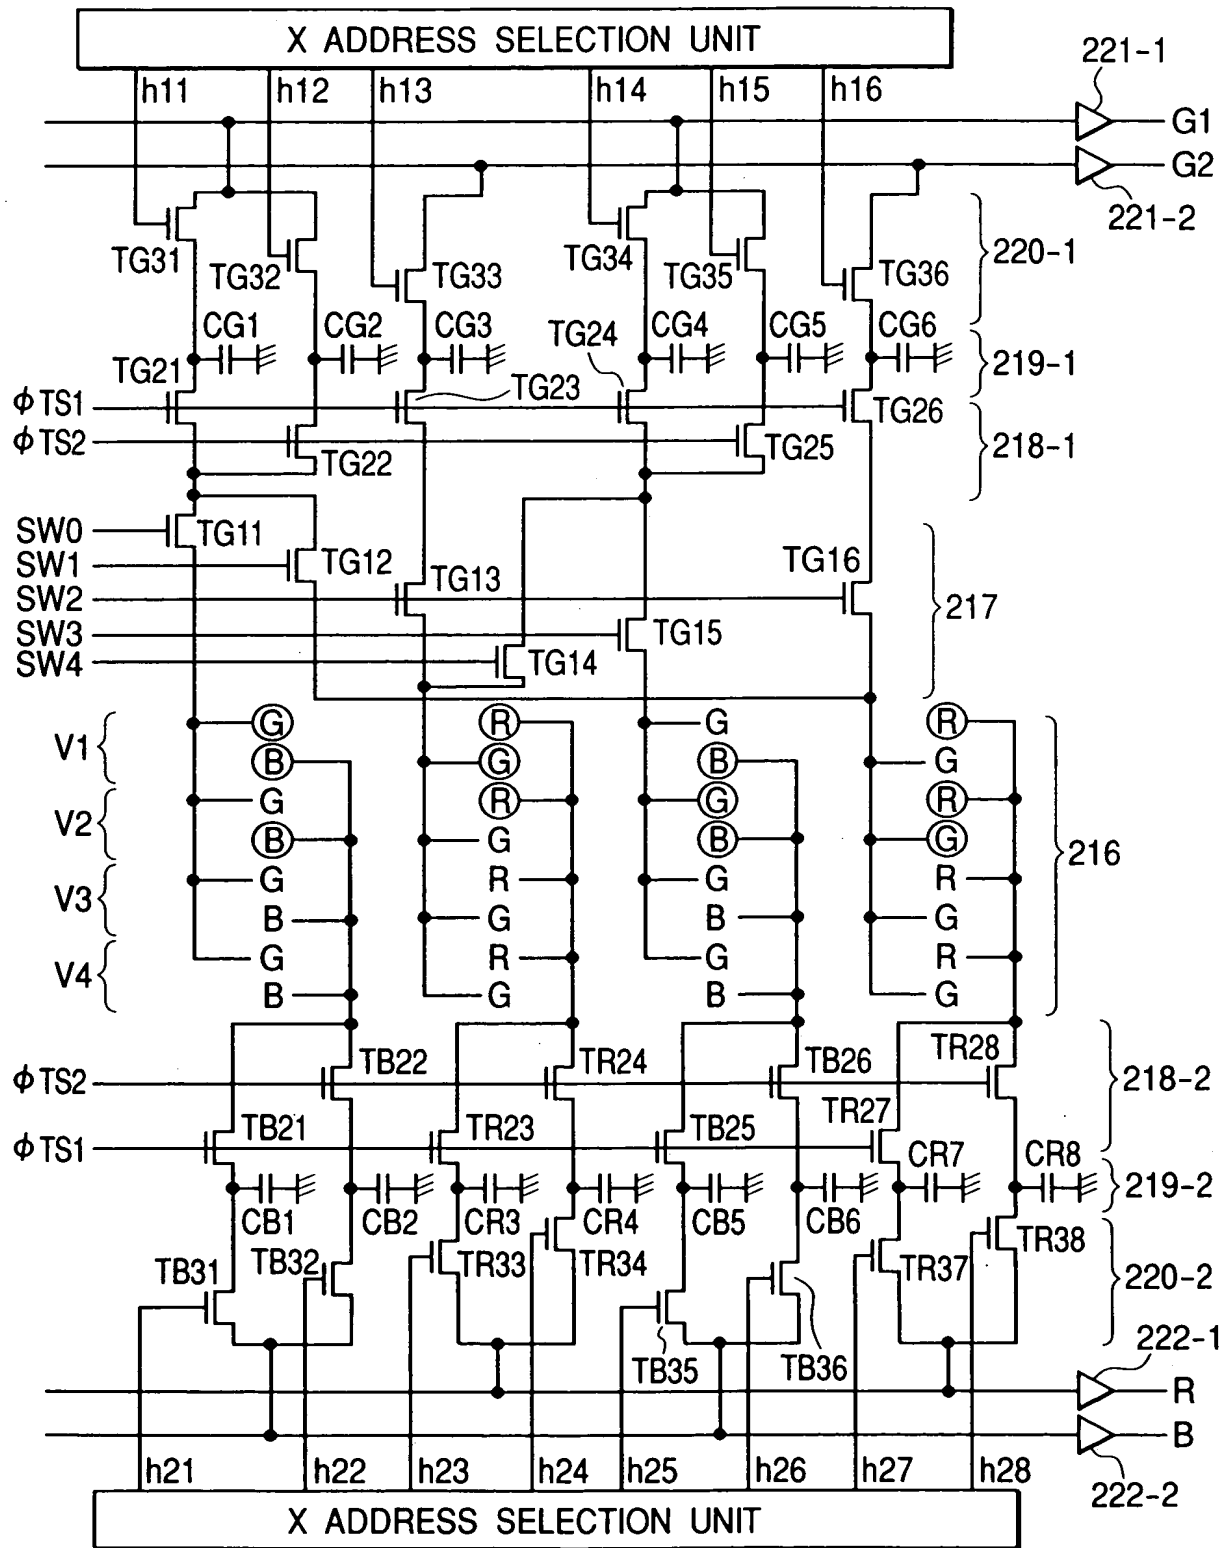 X ADDRESS SELECTION UNIT
221-1
h11 h12 h13 h14 h15 h16
G1
G2
221-2
TG31 TG32 TG33 TG34 TG35 TG36
220-1
CG1 CG2 CG3 TG24 CG4 CG5 CG6
219-1
TG21 TG23 TG26
ϕTS1
ϕTS2
TG22 TG25
218-1
SW0 TG11
SW1 TG12 TG13 TG16
SW2
217
SW3 TG15
SW4 TG14
V1 G R G R
B G B G
V2 G R G R
B G B G
216
V3 G R G R
B G B G
V4 G R G R
B G B G
ϕTS2 TB22 TR24 TB26 TR28
218-2
ϕTS1 TB21 TR23 TB25 TR27
CR7 CR8
219-2
CB1 CB2 CR3 CR4 CB5 CB6
TB31 TB32 TR33 TR34 TR37 TR38
220-2
TB35 TB36
222-1
R
B
h21 h22 h23 h24 h25 h26 h27 h28
222-2
X ADDRESS SELECTION UNIT